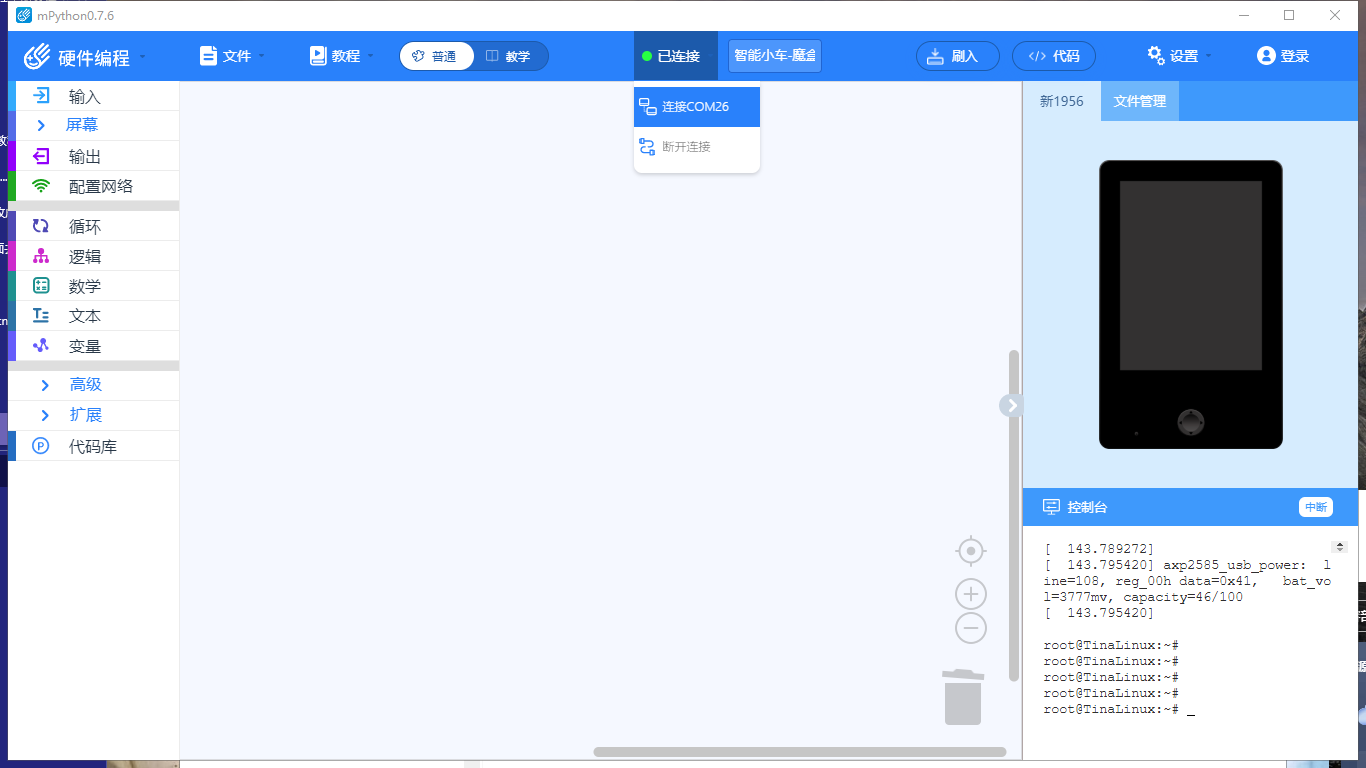 mPython0.7.6
硬件编程
文件
教程
普通
教学
已连接
智能小车-魔盒
刷入
代码
设置
登录
连接COM26
断开连接
输入
屏幕
输出
配置网络
循环
逻辑
数学
文本
变量
高级
扩展
代码库
新1956
文件管理
控制台
中断
[  143.789272]
[  143.795420] axp2585_usb_power:  l
ine=108, reg_00h data=0x41,   bat_vo
l=3777mv, capacity=46/100
[  143.795420]
root@TinaLinux:~#
root@TinaLinux:~#
root@TinaLinux:~#
root@TinaLinux:~#
root@TinaLinux:~# _